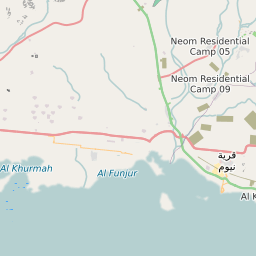 Neom Residential
Camp 05
Neom Residential
Camp 09
قرية
نيوم
Al Khurmah
Al Funjur
Al K